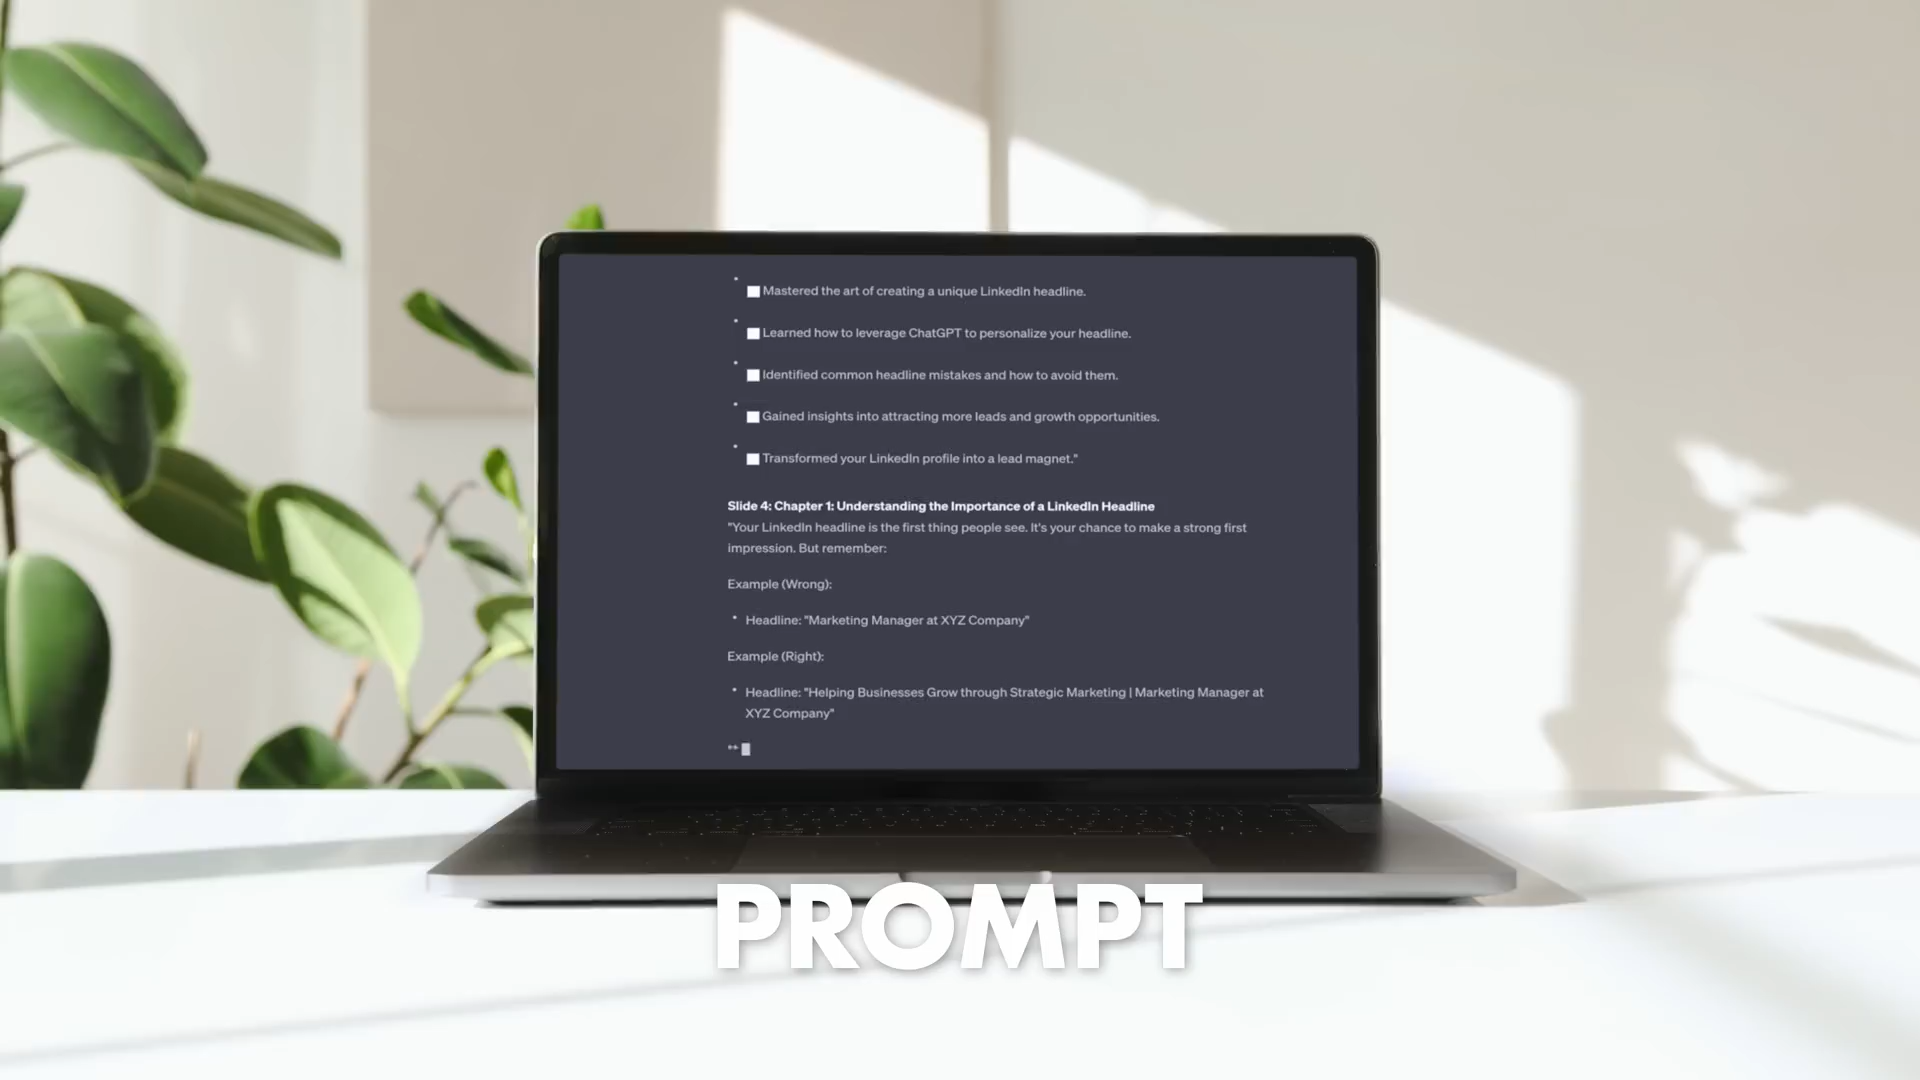 Mastered the art of creating a unique LinkedIn headline.
Learned how to leverage ChatGPT to personalize your headline.
Identified common headline mistakes and how to avoid them.
Gained insights into attracting more leads and growth opportunities.
Transformed your LinkedIn profile into a lead magnet."
Slide 4: Chapter 1: Understanding the Importance of a LinkedIn Headline
"Your LinkedIn headline is the first thing people see. It's your chance to make a strong first
impression. But remember:
Example (Wrong):
• Headline: "Marketing Manager at XYZ Company"
Example (Right):
• Headline: "Helping Businesses Grow through Strategic Marketing | Marketing Manager at
XYZ Company"
**
PROMPT